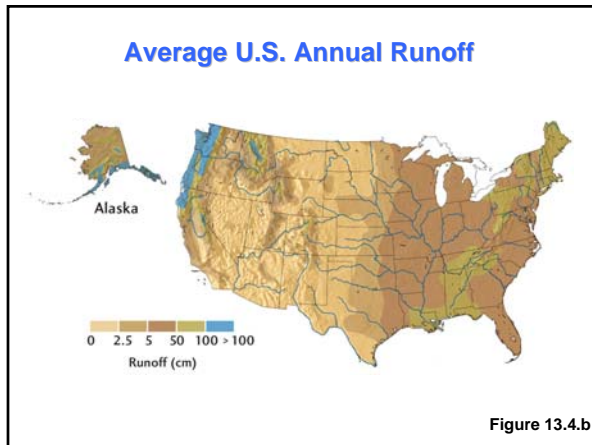 Average U.S. Annual Runoff
Alaska
0 2.5 5 50 100 > 100
Runoff (cm)
Figure 13.4.b